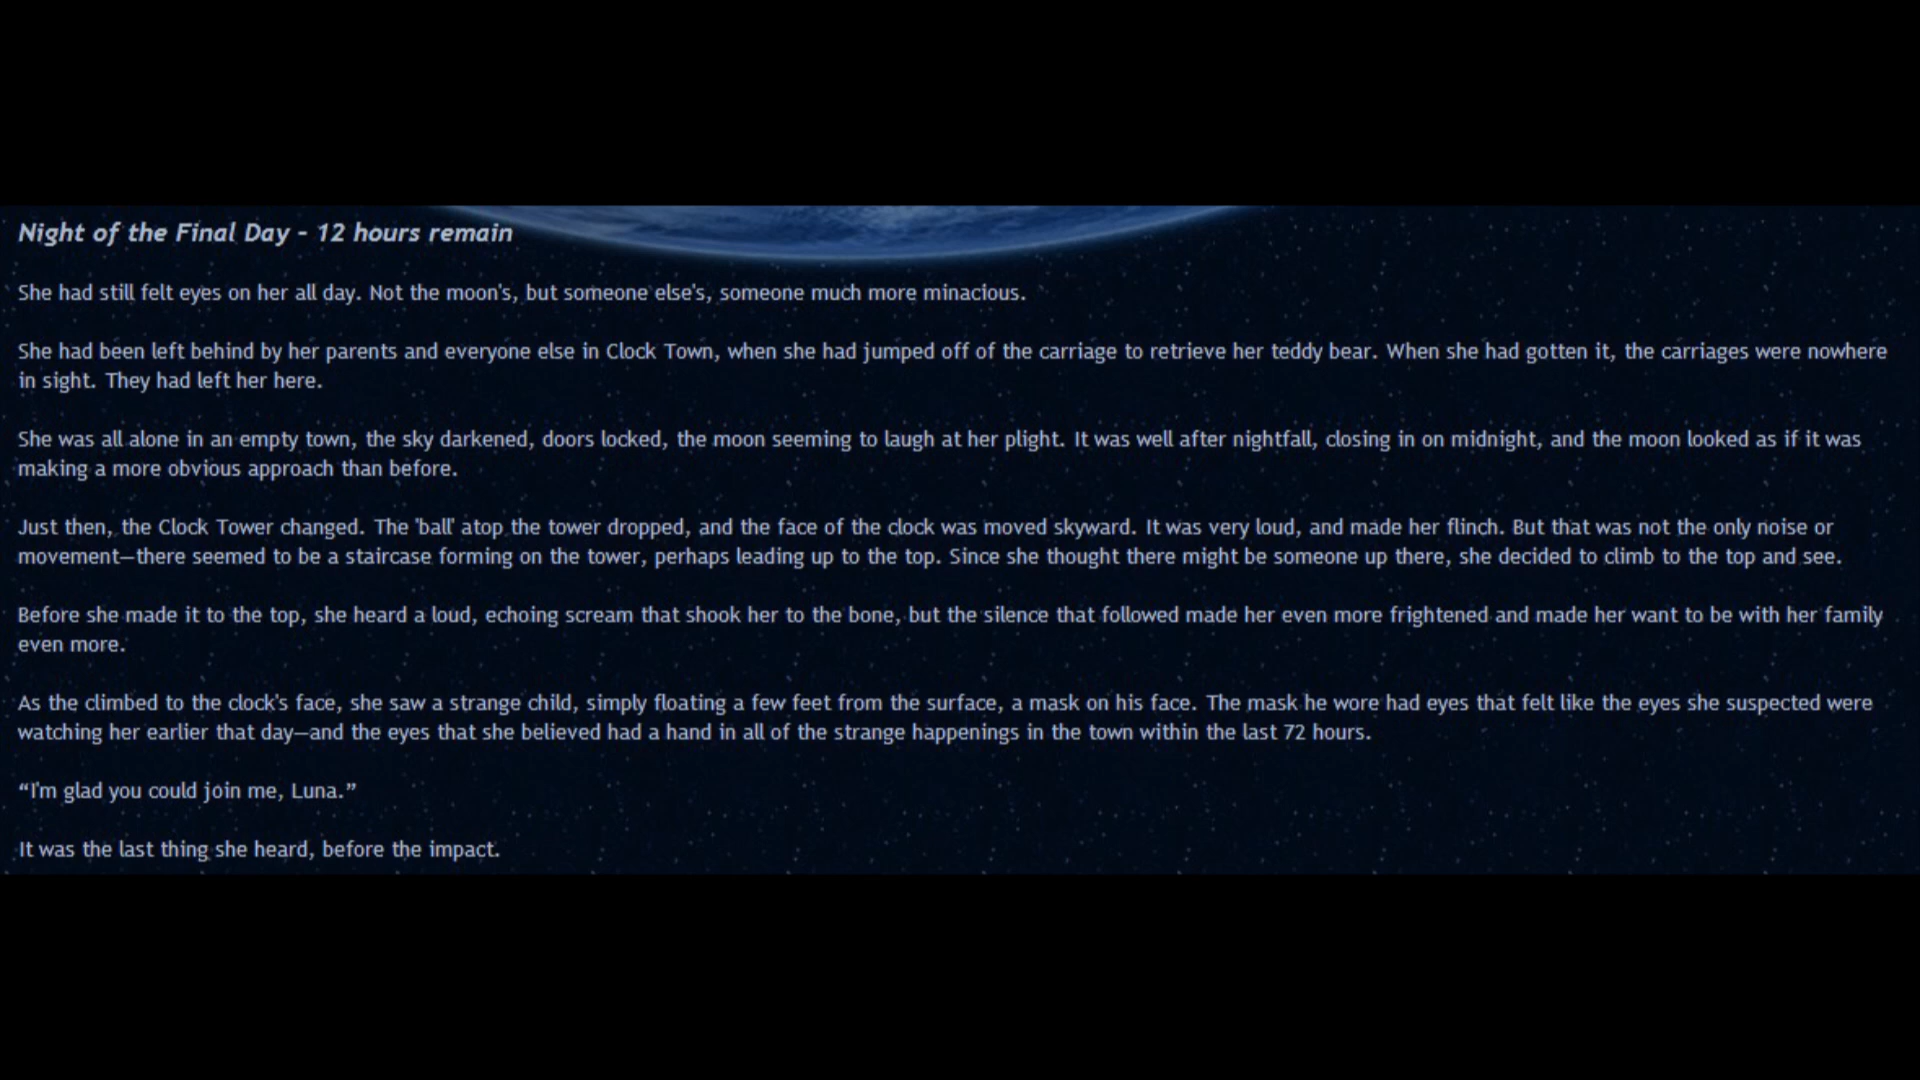 Night of the Final Day - 12 hours remain
She had still felt eyes on her all day. Not the moon's, but someone else's, someone much more minacious.
She had been left behind by her parents and everyone else in Clock Town, when she had jumped off of the carriage to retrieve her teddy bear. When she had gotten it, the carriages were nowhere
in sight. They had left her here.
She was all alone in an empty town, the sky darkened, doors locked, the moon seeming to laugh at her plight. It was well after nightfall, closing in on midnight, and the moon looked as if it was
making a more obvious approach than before.
Just then, the Clock Tower changed. The 'ball' atop the tower dropped, and the face of the clock was moved skyward. It was very loud, and made her flinch. But that was not the only noise or
movement—there seemed to be a staircase forming on the tower, perhaps leading up to the top. Since she thought there might be someone up there, she decided to climb to the top and see.
Before she made it to the top, she heard a loud, echoing scream that shook her to the bone, but the silence that followed made her even more frightened and made her want to be with her family
even more.
As the climbed to the clock's face, she saw a strange child, simply floating a few feet from the surface, a mask on his face. The mask he wore had eyes that felt like the eyes she suspected were
watching her earlier that day—and the eyes that she believed had a hand in all of the strange happenings in the town within the last 72 hours.
“I'm glad you could join me, Luna.”
It was the last thing she heard, before the impact.